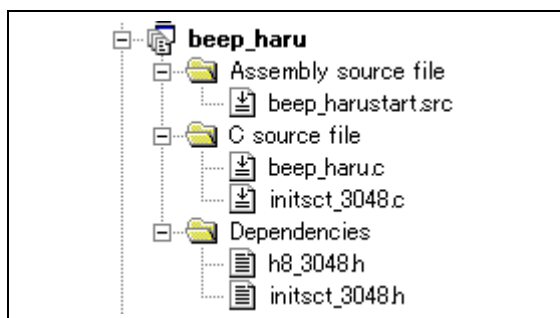 beep_haru
Assembly source file
beep_harustart.src
C source file
beep_haru.c
initsct_3048.c
Dependencies
h8_3048.h
initsct_3048.h